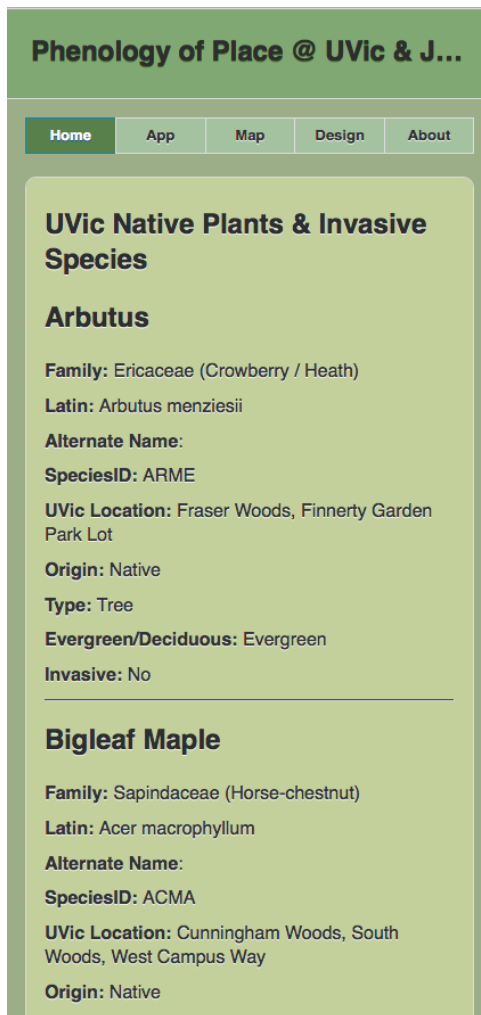 Phenology of Place @ UVic & J...
Home App Map Design About
UVic Native Plants & Invasive
Species
Arbutus
Family: Ericaceae (Crowberry / Heath)
Latin: Arbutus menziesii
Alternate Name:
SpeciesID: ARME
UVic Location: Fraser Woods, Finnerty Garden
Park Lot
Origin: Native
Type: Tree
Evergreen/Deciduous: Evergreen
Invasive: No
Bigleaf Maple
Family: Sapindaceae (Horse-chestnut)
Latin: Acer macrophyllum
Alternate Name:
SpeciesID: ACMA
UVic Location: Cunningham Woods, South
Woods, West Campus Way
Origin: Native